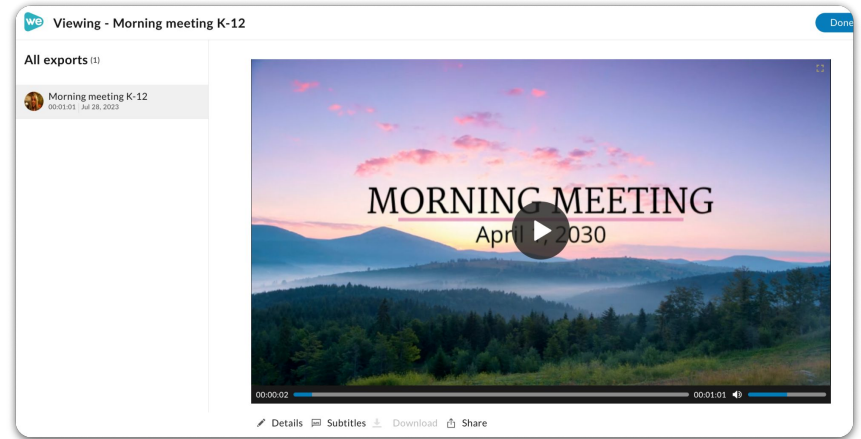 we
Viewing - Morning meeting K-12
Done
All exports (1)
Morning meeting K-12
00:01:01 Jul 28, 2023
MORNING MEETING
April , 2030
00:00:02
00:01:01
Details Subtitles Download Share